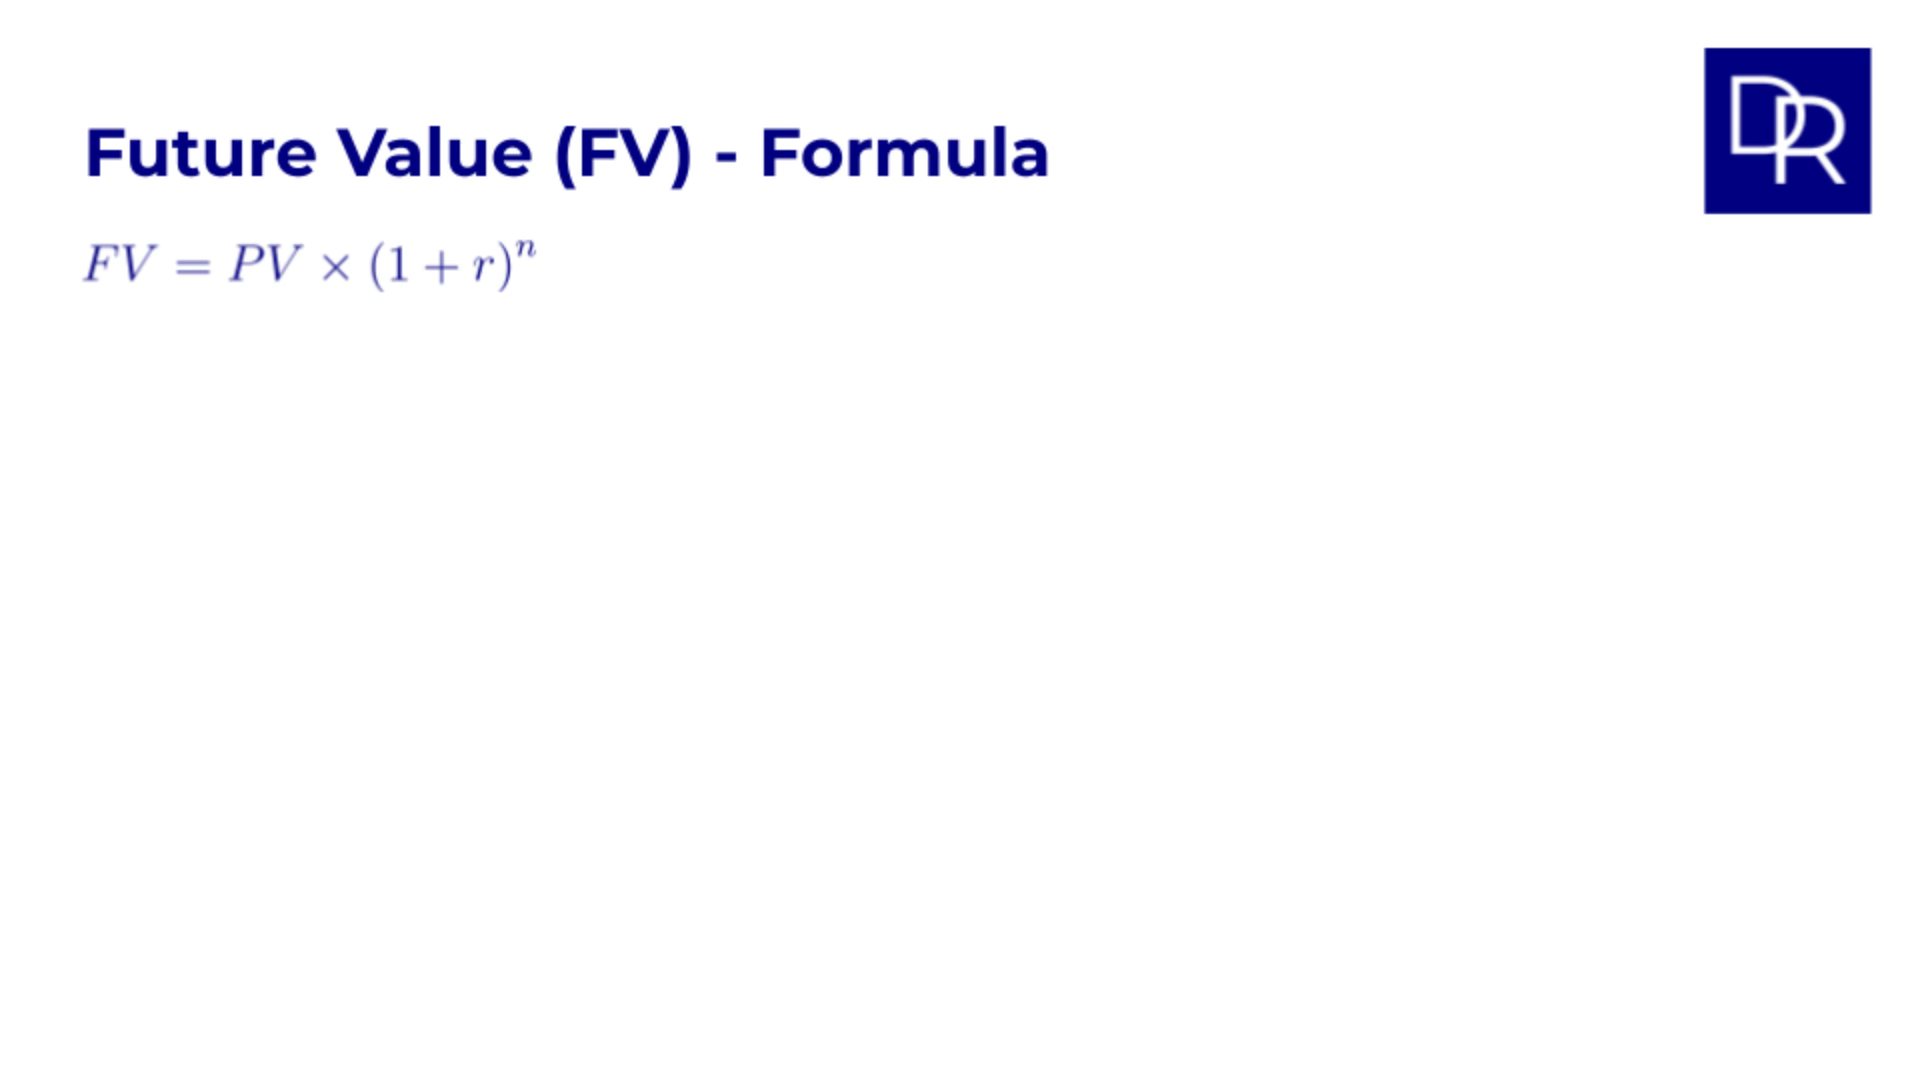 DR
Future Value (FV) - Formula
FV = PV × (1 + r)ⁿ